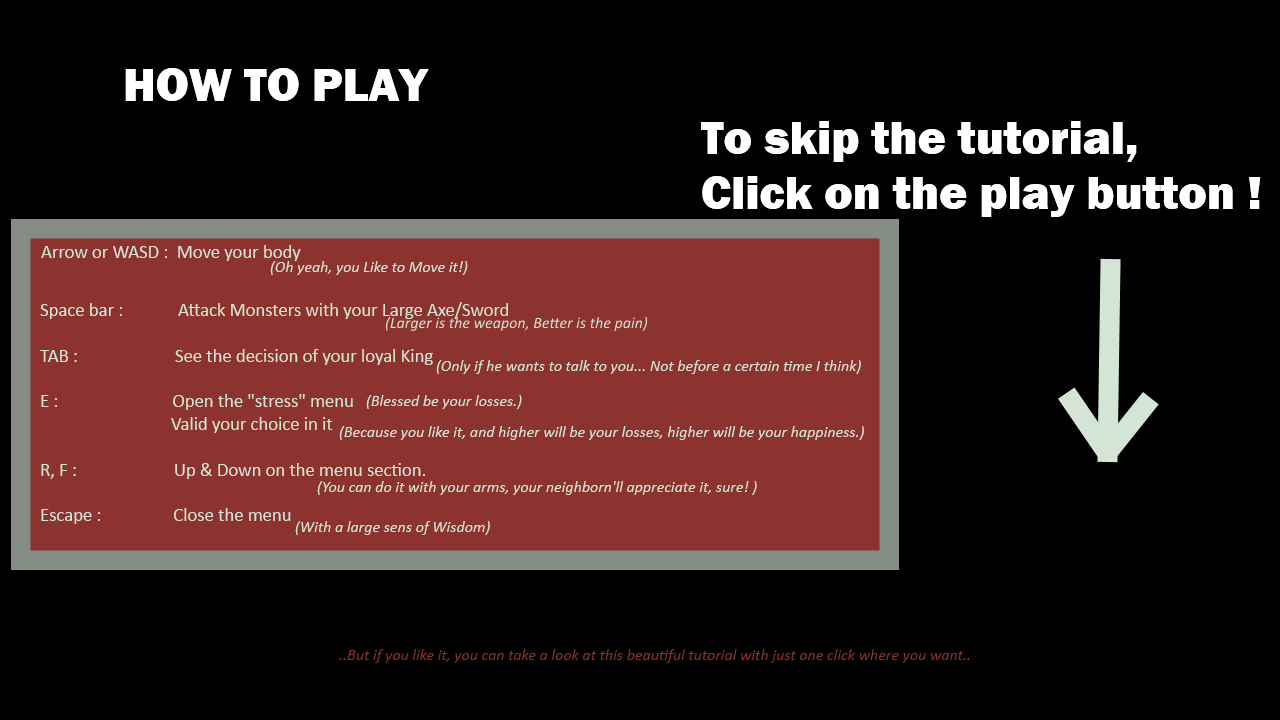 HOW TO PLAY
To skip the tutorial,
Click on the play button !
Arrow or WASD : Move your body
(Oh yeah, you Like to Move it!)
Space bar : Attack Monsters with your Large Axe/Sword
(Larger is the weapon, Better is the pain)
TAB : See the decision of your loyal King
(Only if he wants to talk to you... Not before a certain time I think)
E : Open the "stress" menu (Blessed be your losses.)
Valid your choice in it
(Because you like it, and higher will be your losses, higher will be your happiness.)
R, F : Up & Down on the menu section.
(You can do it with your arms, your neighborn'll appreciate it, sure! )
Escape : Close the menu
(With a large sens of Wisdom)
..But if you like it, you can take a look at this beautiful tutorial with just one click where you want..